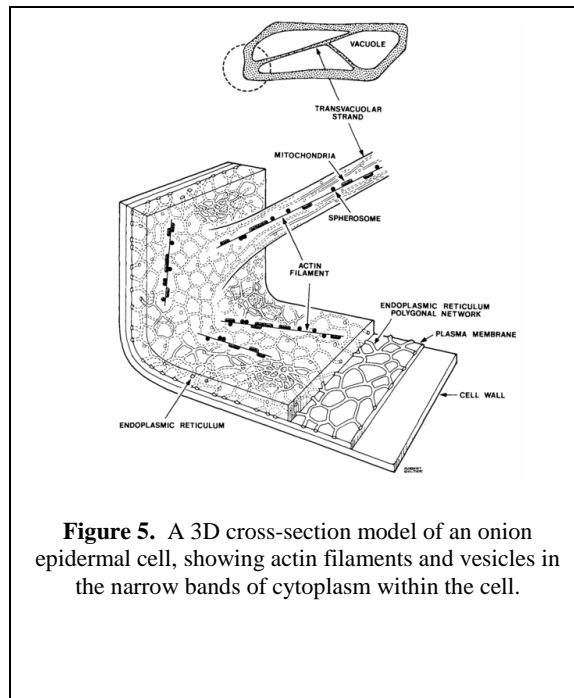 VACUOLE
TRANSVACUOLAR
STRAND
MITOCHONDRIA
SPHEROSOME
ACTIN
FILAMENT
ENDOPLASMIC RETICULUM
POLYGONAL NETWORK
PLASMA MEMBRANE
CELL WALL
ENDOPLASMIC RETICULUM
Figure 5. A 3D cross-section model of an onion
epidermal cell, showing actin filaments and vesicles in
the narrow bands of cytoplasm within the cell.